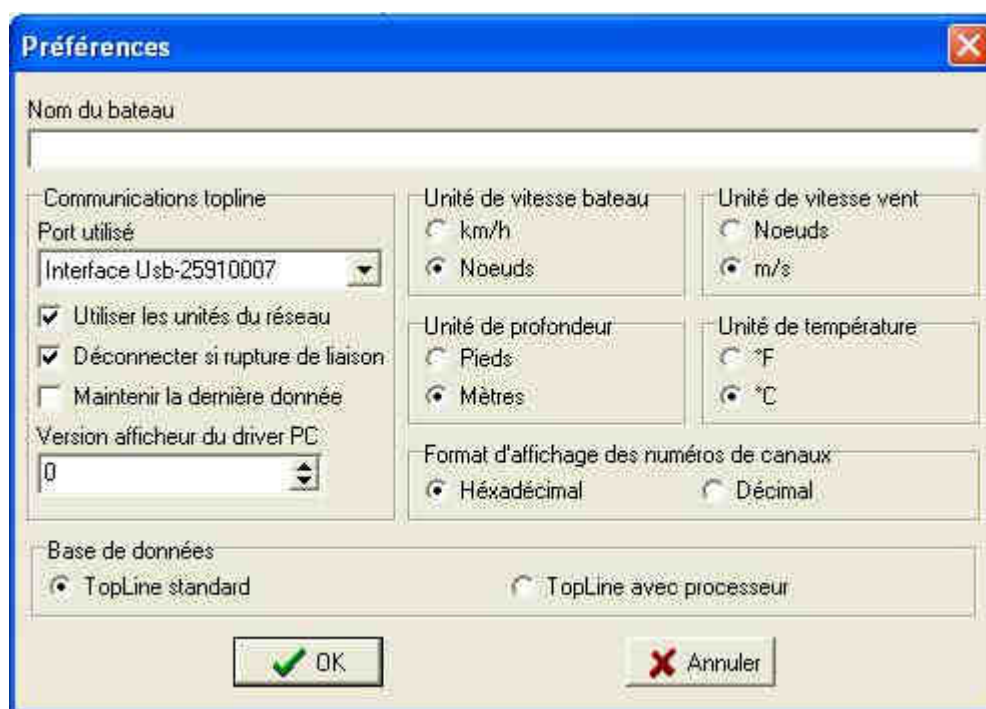 Préférences
Nom du bateau
Communications topline
Port utilisé
Interface Usb-25910007
Utiliser les unités du réseau
Déconnecter si rupture de liaison
Maintenir la dernière donnée
Version afficheur du driver PC
0
Unité de vitesse bateau
km/h
Noeuds
Unité de vitesse vent
Noeuds
m/s
Unité de profondeur
Pieds
Mètres
Unité de température
°F
°C
Format d'affichage des numéros de canaux
Héxadécimal
Décimal
Base de données
TopLine standard
TopLine avec processeur
OK
Annuler